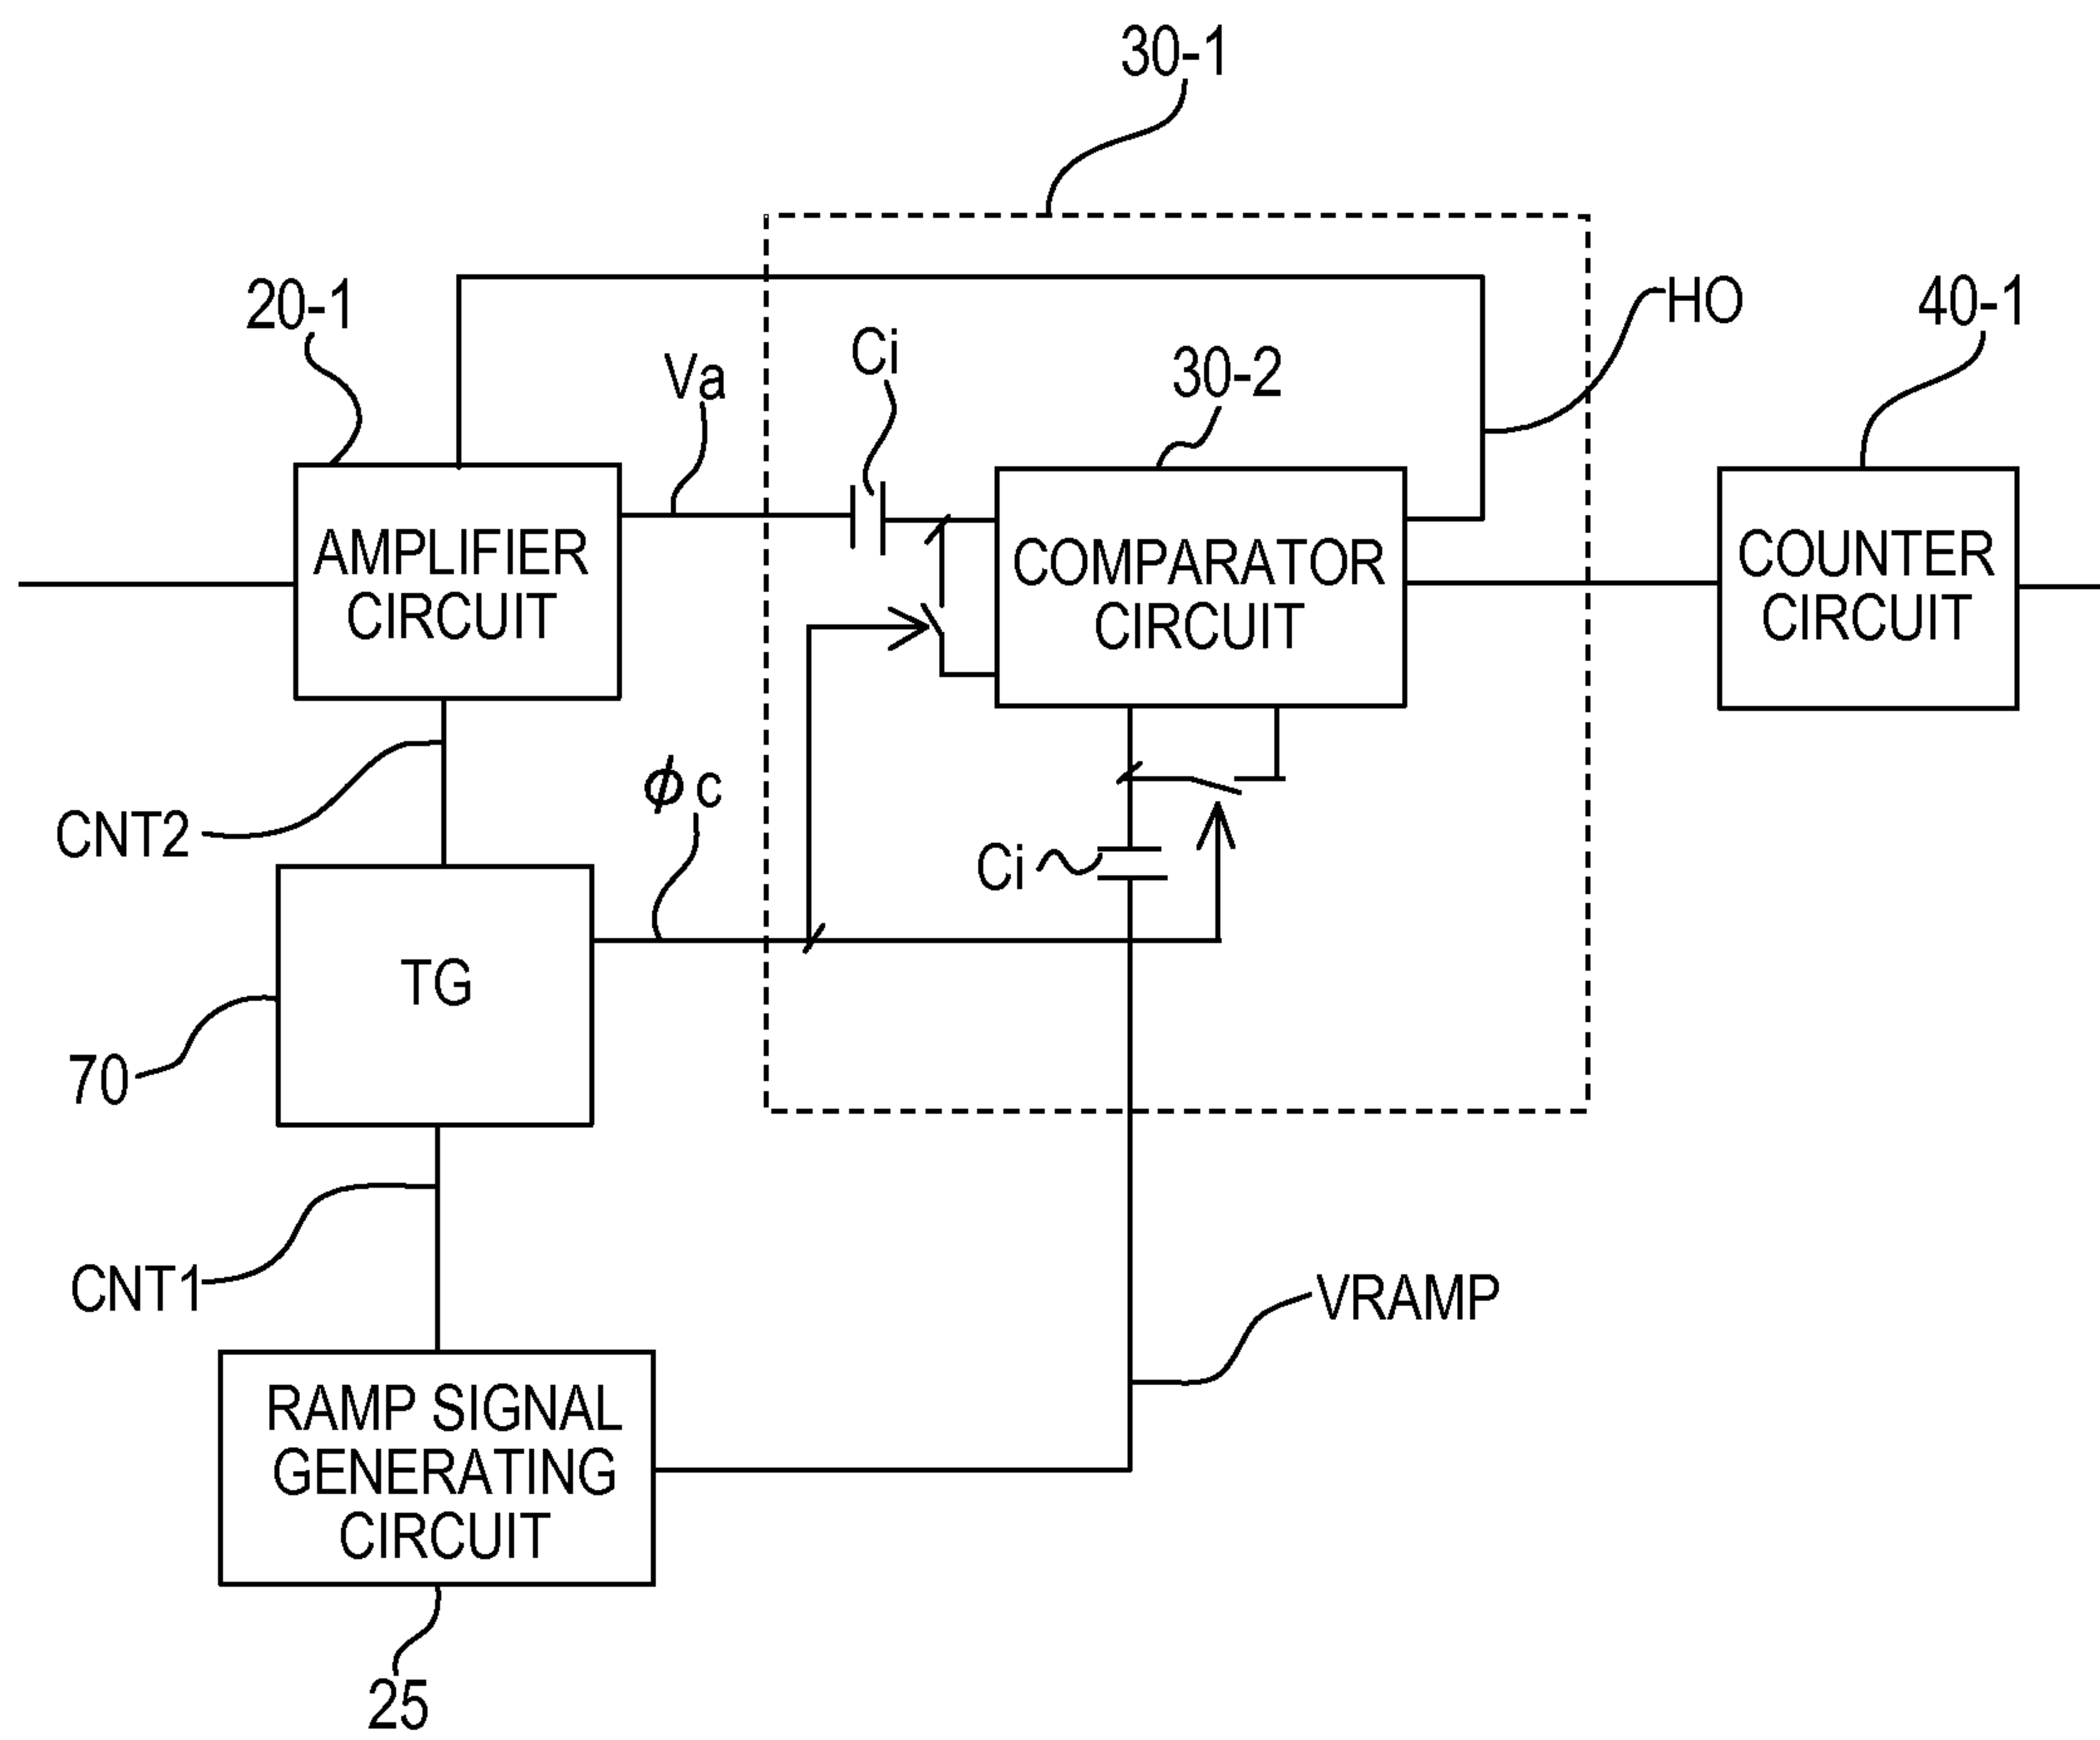 30-1
20-1
HO
40-1
Va
Ci
30-2
AMPLIFIER
CIRCUIT
COMPARATOR
CIRCUIT
COUNTER
CIRCUIT
CNT2
ϕc
Ci
TG
70
CNT1
VRAMP
RAMP SIGNAL
GENERATING
CIRCUIT
25